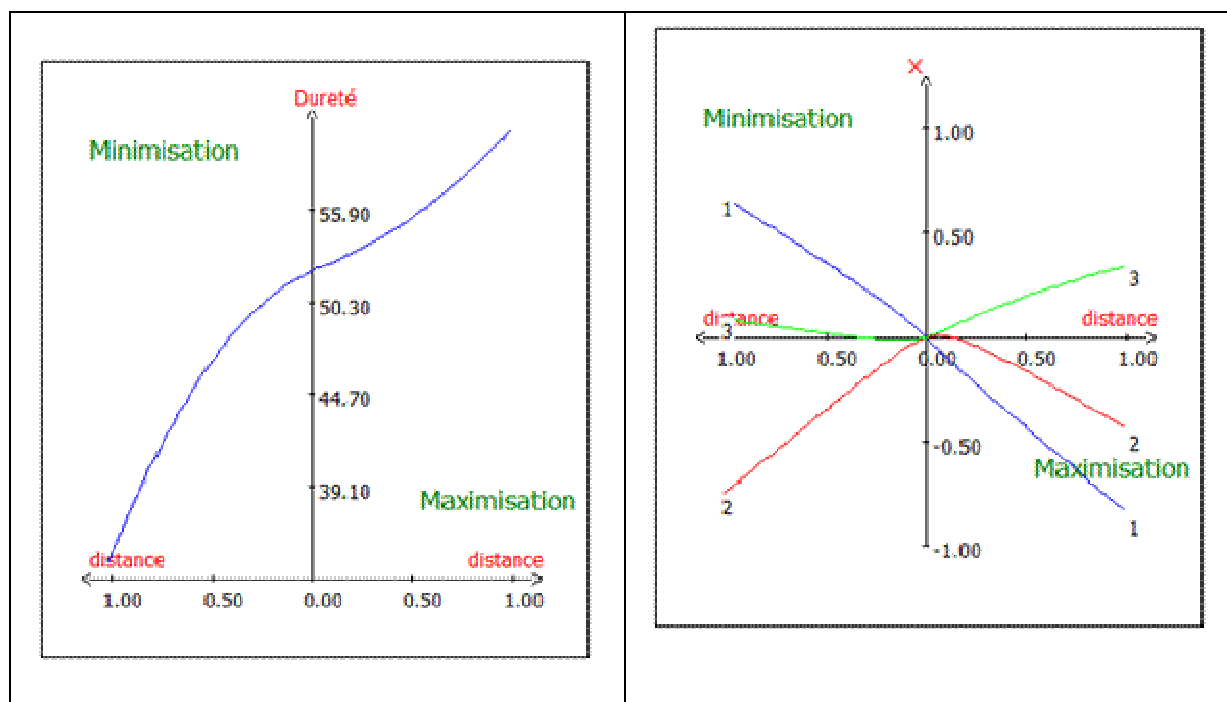 Dureté
Minimisation
55.90
50.30
44.70
39.10
Maximisation
distance distance
1.00 0.50 0.00 0.50 1.00
X
Minimisation
1.00
1
0.50
3
distance distance
3
1.00 0.50 0.00 0.50 1.00
-0.50
2
Maximisation
2
1
-1.00